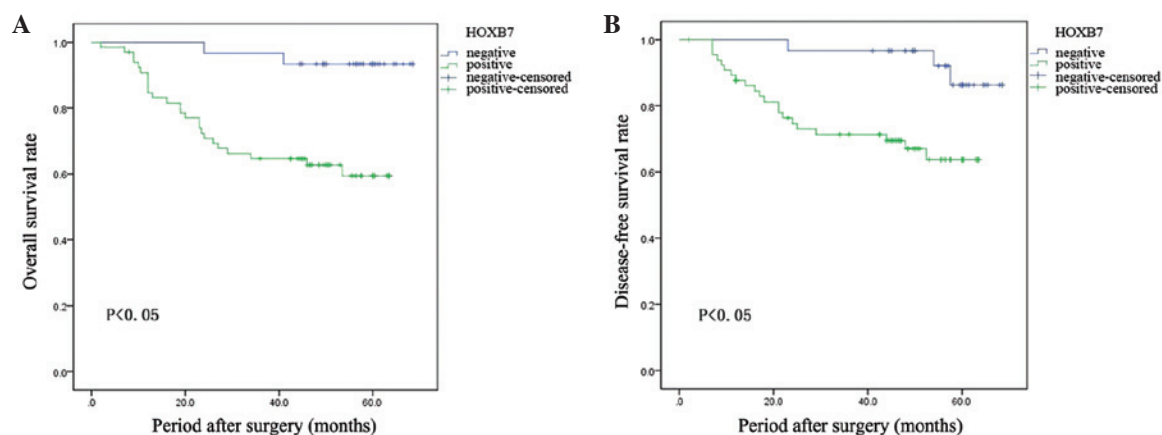 A
HOXB7
negative
positive
negative-censored
positive-censored
Overall survival rate
1.0
0.8
0.6
0.4
0.2
0.0
P<0.05
.0 20.0 40.0 60.0
Period after surgery (months)
B
HOXB7
negative
positive
negative-censored
positive-censored
Disease-free survival rate
1.0
0.8
0.6
0.4
0.2
0.0
P<0.05
.0 20.0 40.0 60.0
Period after surgery (months)